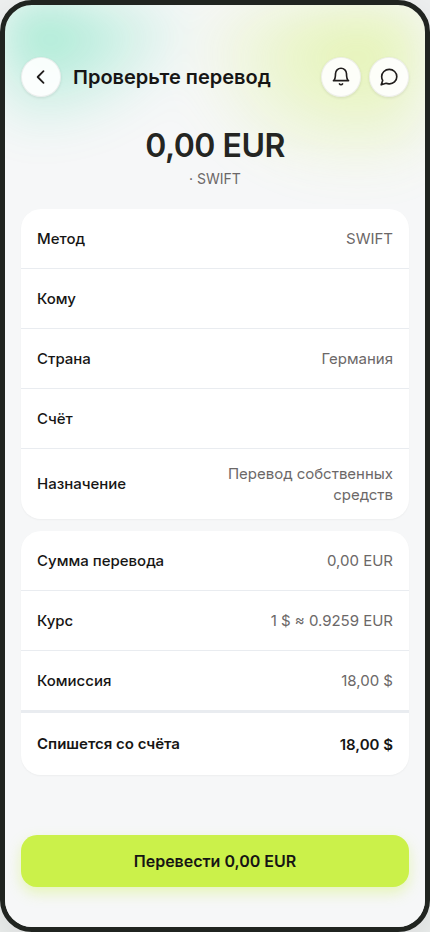 Проверьте перевод
0,00 EUR
· SWIFT
Метод SWIFT
Кому
Страна Германия
Счёт
Назначение Перевод собственных
средств
Сумма перевода 0,00 EUR
Курс 1 $ ≈ 0.9259 EUR
Комиссия 18,00 $
Спишется со счёта 18,00 $
Перевести 0,00 EUR